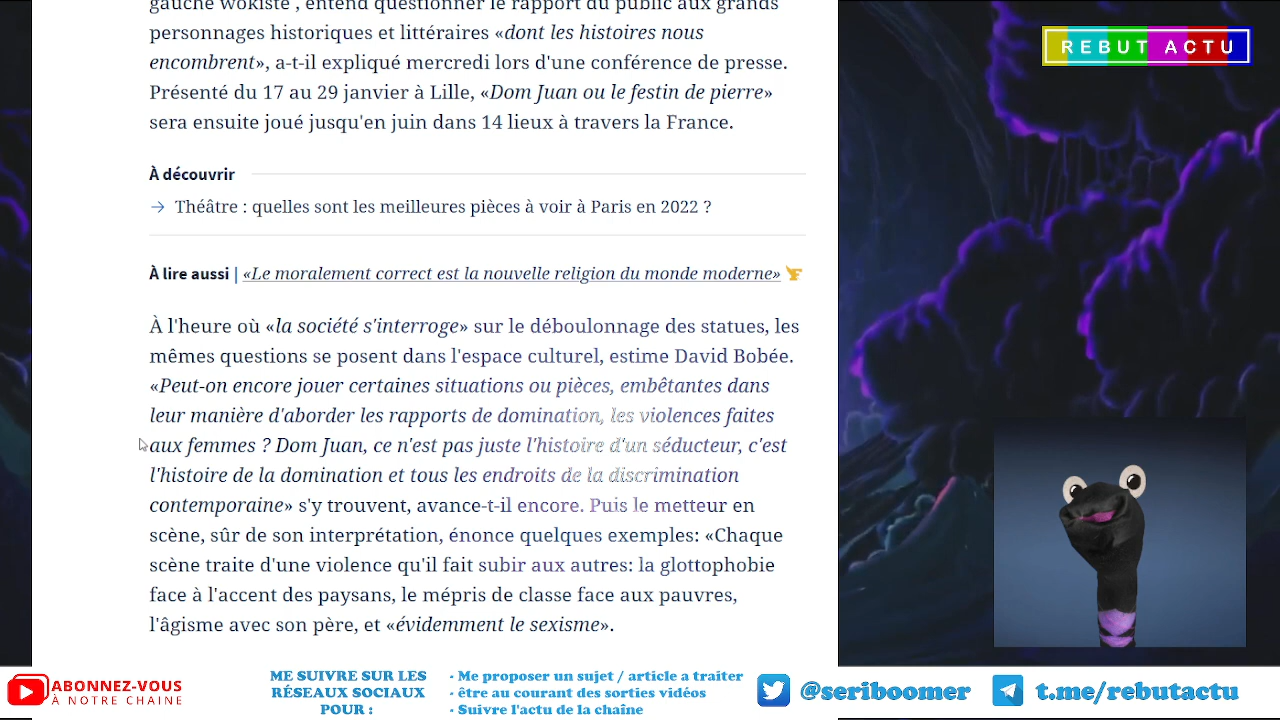 gauche wokiste", entend questionner le rapport du public aux grands
personnages historiques et littéraires «dont les histoires nous
encombrent», a-t-il expliqué mercredi lors d'une conférence de presse.
Présenté du 17 au 29 janvier à Lille, «Dom Juan ou le festin de pierre»
sera ensuite joué jusqu'en juin dans 14 lieux à travers la France.
À découvrir
→ Théâtre : quelles sont les meilleures pièces à voir à Paris en 2022 ?
À lire aussi | «Le moralement correct est la nouvelle religion du monde moderne»
À l'heure où «la société s'interroge» sur le déboulonnage des statues, les
mêmes questions se posent dans l'espace culturel, estime David Bobée.
«Peut-on encore jouer certaines situations ou pièces, embêtantes dans
leur manière d'aborder les rapports de domination, les violences faites
aux femmes ? Dom Juan, ce n'est pas juste l'histoire d'un séducteur, c'est
l'histoire de la domination et tous les endroits de la discrimination
contemporaine» s'y trouvent, avance-t-il encore. Puis le metteur en
scène, sûr de son interprétation, énonce quelques exemples: «Chaque
scène traite d'une violence qu'il fait subir aux autres: la glottophobie
face à l'accent des paysans, le mépris de classe face aux pauvres,
l'âgisme avec son père, et «évidemment le sexisme».
REBUT ACTU
ABONNEZ-VOUS
À NOTRE CHAINE
ME SUIVRE SUR LES
RÉSEAUX SOCIAUX
POUR :
- Me proposer un sujet / article a traiter
- être au courant des sorties vidéos
- Suivre l'actu de la chaîne
@seriboomer
t.me/rebutactu